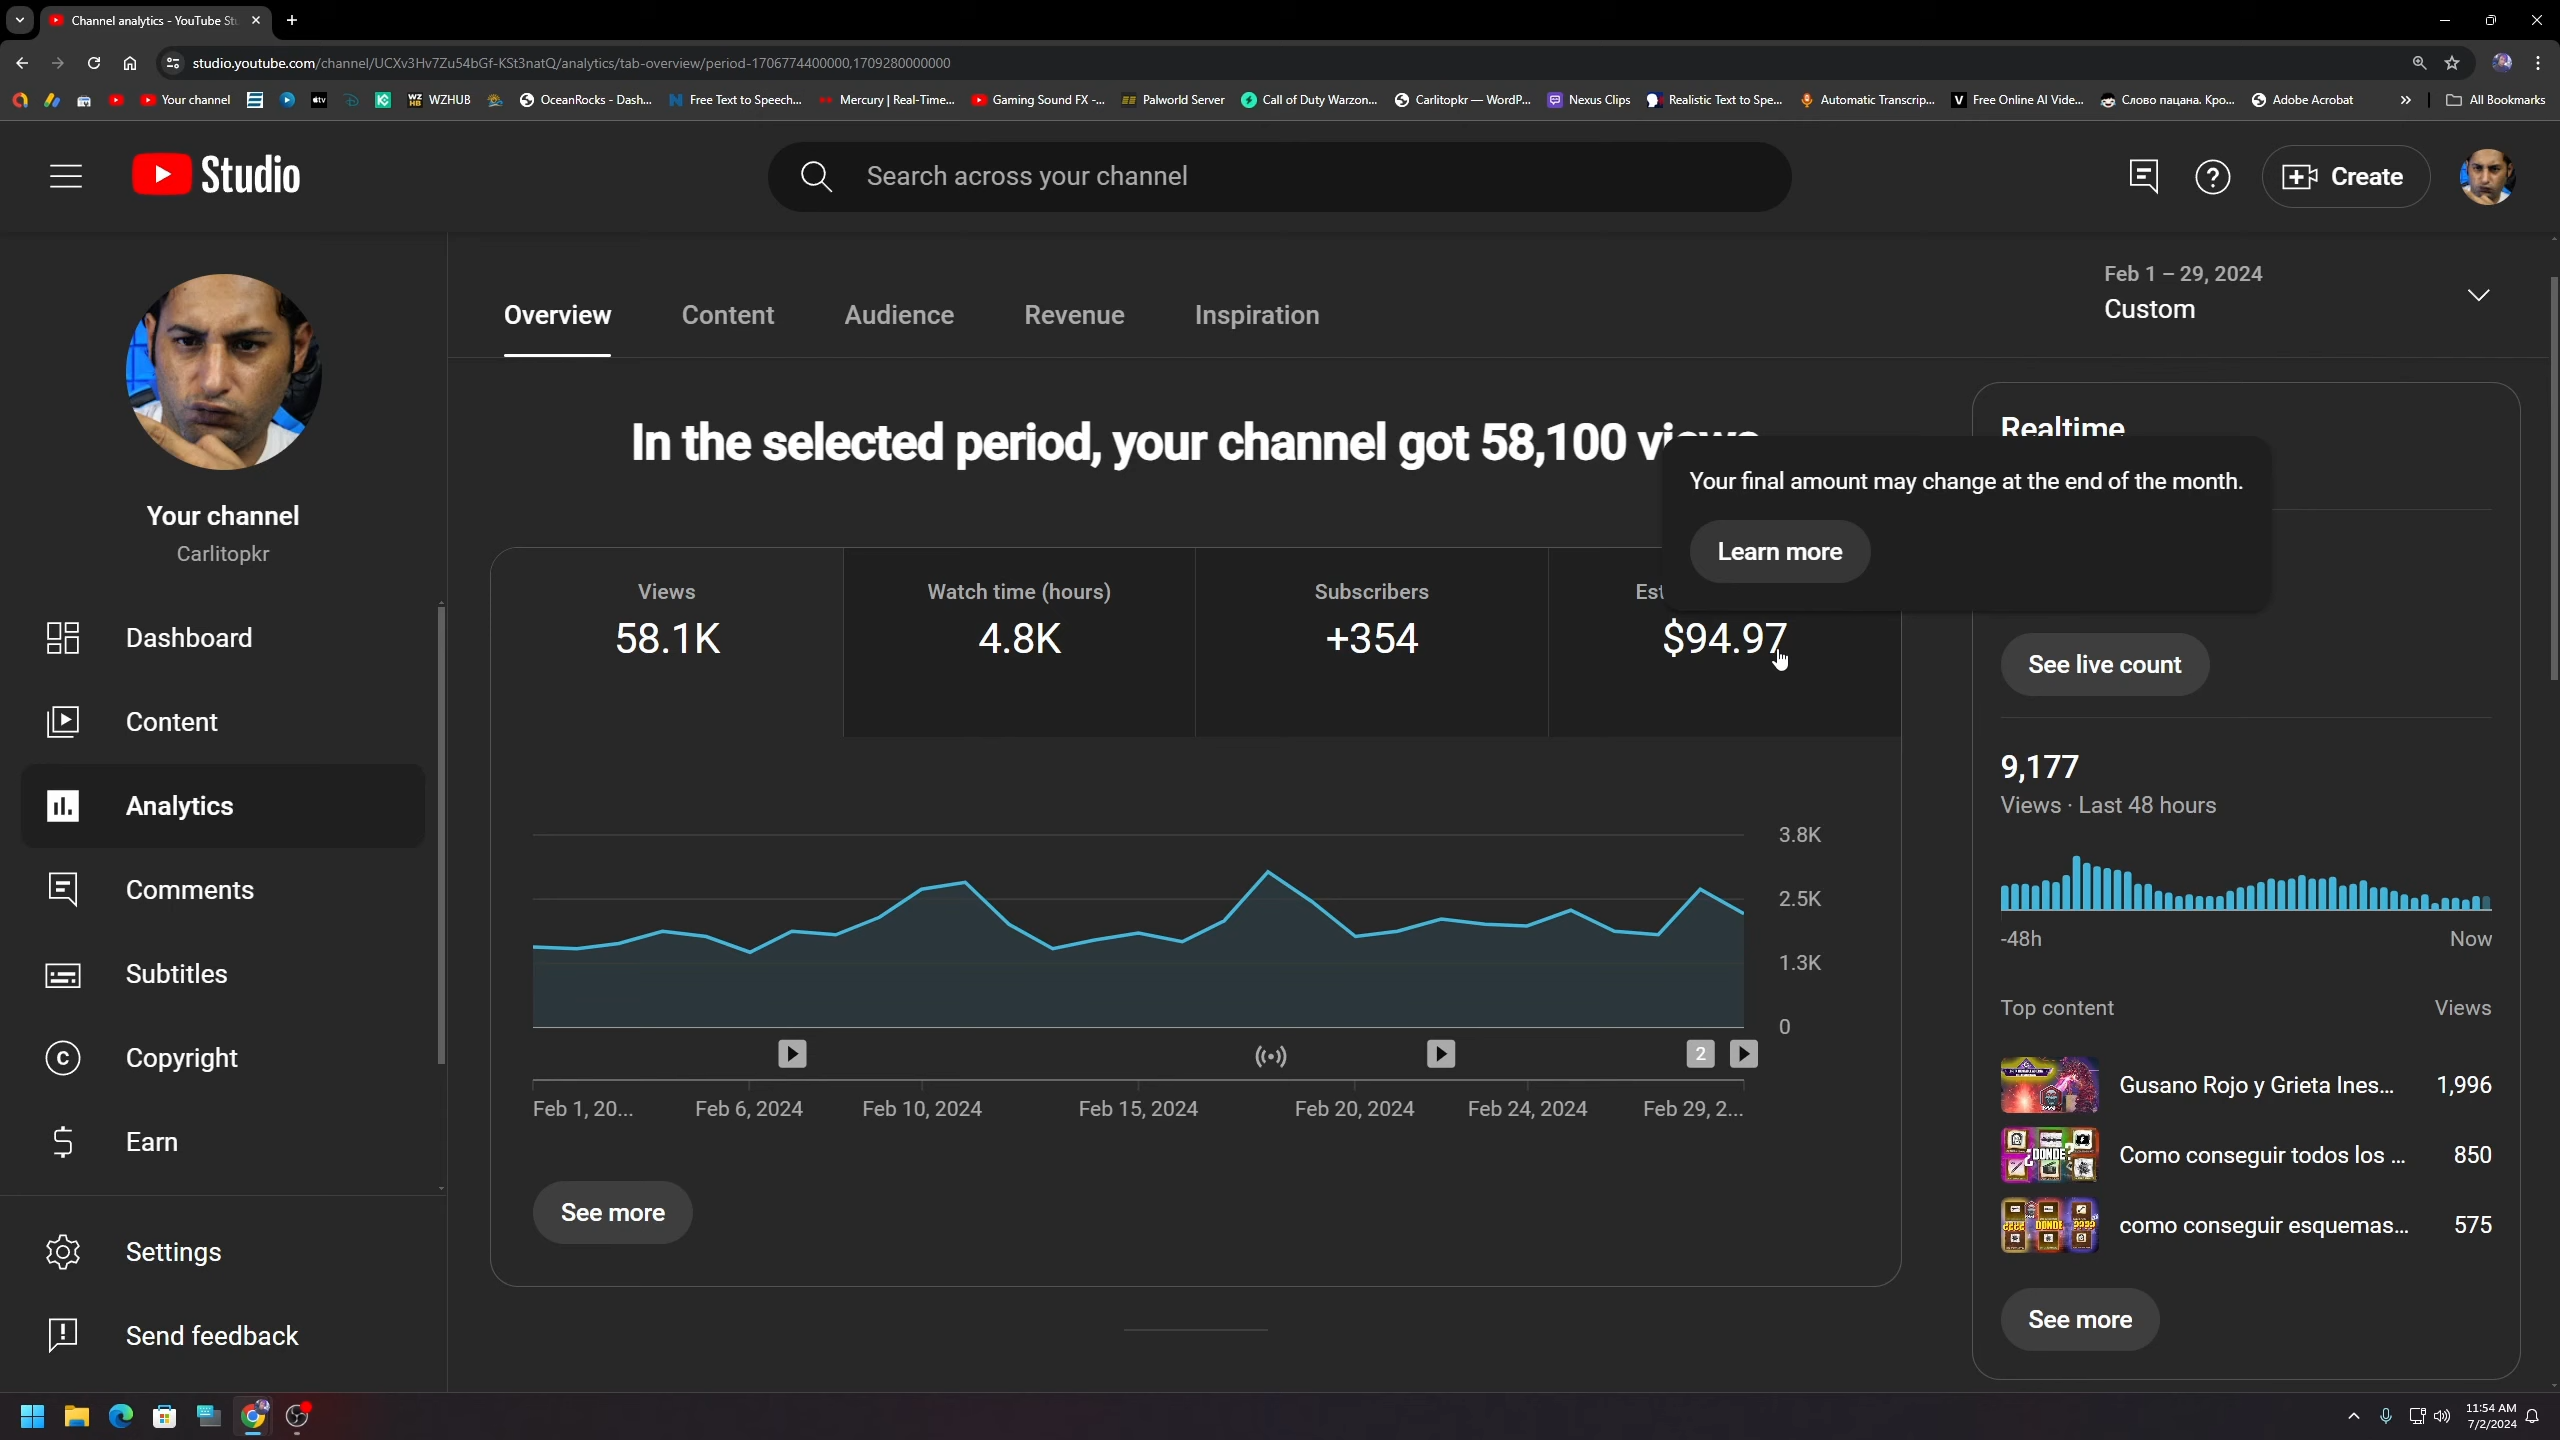 Channel analytics - YouTube St
studio.youtube.com/channel/UCXv3Hv7Zu54bGf-KSt3natQ/analytics/tab-overview/period-1706774400000,1709280000000
Your channel
WZHUB
OceanRocks - Dash...
Free Text to Speech...
Mercury | Real-Time...
Gaming Sound FX -...
Palworld Server
Call of Duty Warzon...
Carlitopkr — WordP...
Nexus Clips
Realistic Text to Spe...
Automatic Transcrip...
Free Online AI Vide...
Слово пацана. Кро...
Adobe Acrobat
All Bookmarks
Studio
Search across your channel
Create
Your channel
Carlitopkr
Dashboard
Content
Analytics
Comments
Subtitles
Copyright
Earn
Settings
Send feedback
Overview
Content
Audience
Revenue
Inspiration
Feb 1 – 29, 2024
Custom
In the selected period, your channel got 58,100 views
Your final amount may change at the end of the month.
Learn more
Views
58.1K
Watch time (hours)
4.8K
Subscribers
+354
Est
$94.97
3.8K
2.5K
1.3K
0
2
Feb 1, 20...
Feb 6, 2024
Feb 10, 2024
Feb 15, 2024
Feb 20, 2024
Feb 24, 2024
Feb 29, 2...
See more
Realtime
See live count
9,177
Views · Last 48 hours
-48h
Now
Top content
Views
Gusano Rojo y Grieta Ines...
1,996
¿DONDE?
Como conseguir todos los ...
850
DONDE
como conseguir esquemas...
575
See more
11:54 AM
7/2/2024